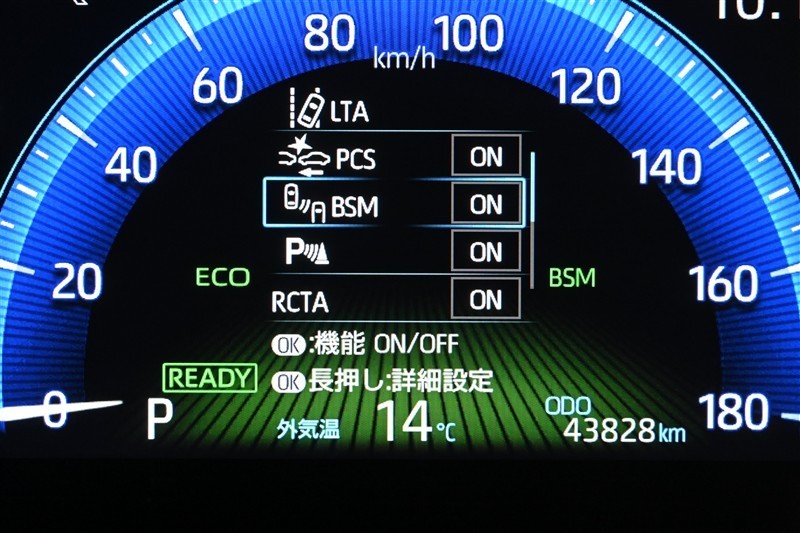 80 100
km/h
60 120
LTA
40 PCS ON 140
BSM ON
P ON
20 ECO BSM 160
RCTA ON
OK:機能 ON/OFF
READY OK長押し:詳細設定
0 P 外気温 14℃ ODO 43828km 180